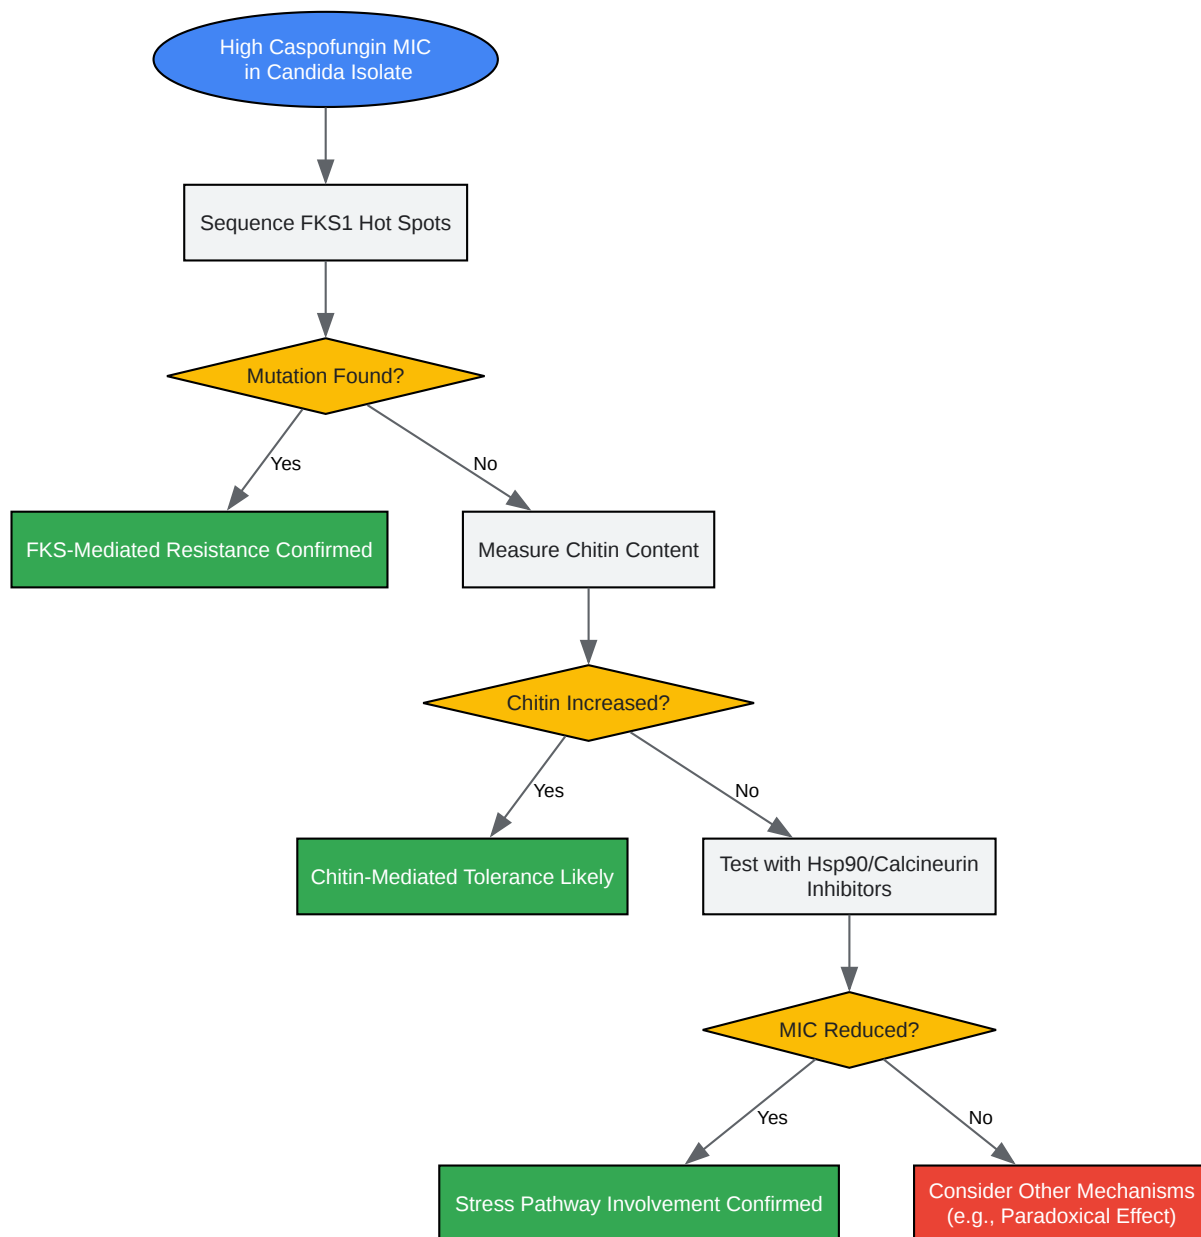 High Caspofungin MIC
in Candida Isolate
Sequence FKS1 Hot Spots
Mutation Found?
Yes
No
FKS-Mediated Resistance Confirmed
Measure Chitin Content
Chitin Increased?
Yes
No
Chitin-Mediated Tolerance Likely
Test with Hsp90/Calcineurin
Inhibitors
MIC Reduced?
Yes
No
Stress Pathway Involvement Confirmed
Consider Other Mechanisms
(e.g., Paradoxical Effect)